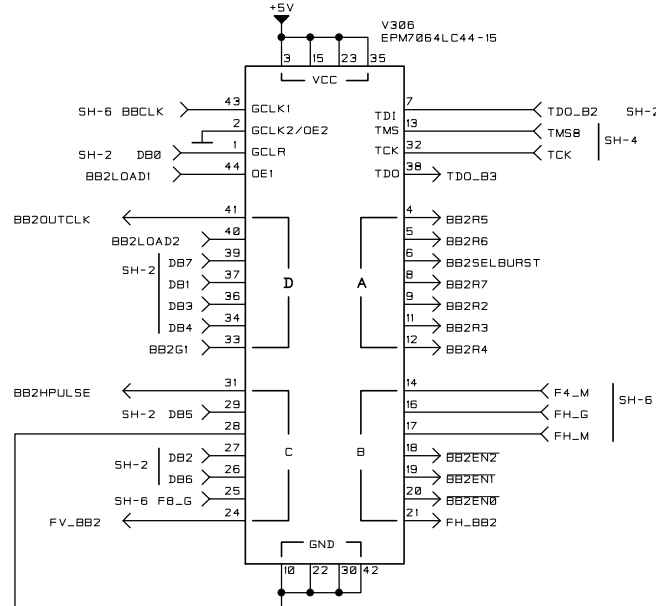 +5V
V306
EPM7064LC44-15
3 15 23 35
VCC
SH-6 BBCLK 43 GCLK1
2 GCLK2/OE2
SH-2 DB0 1 GCLR
BB2LOAD1 44 OE1
TDI 7 TDO_B2 SH-2
TMS 13 TMS8
TCK 32 TCK
SH-4
TDO 38 TDO_B3
BB2OUTCLK 41
BB2LOAD2 40
SH-2 DB7 39
DB1 37
DB3 36
DB4 34
BB2G1 33
D
A
4 BB2R5
5 BB2R6
6 BB2SELBURST
8 BB2R7
9 BB2R2
11 BB2R3
12 BB2R4
BB2HPULSE 31
SH-2 DB5 29
28
SH-2 DB2 27
DB6 26
SH-6 F8_G 25
FV_BB2 24
C
B
14 F4_M
16 FH_G
17 FH_M
SH-6
18 BB2EN2
19 BB2EN1
20 BB2EN0
21 FH_BB2
GND
10 22 30 42